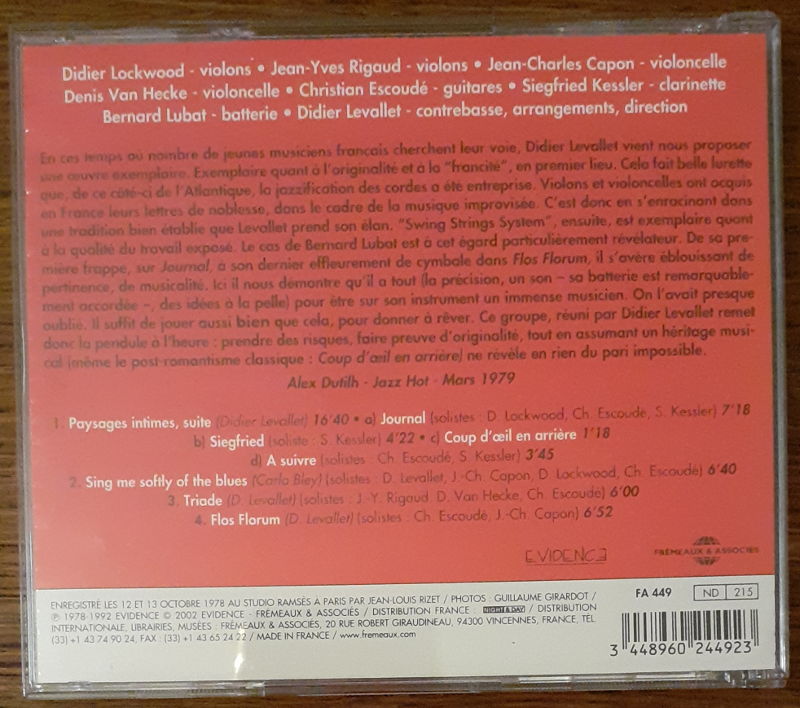 Didier Lockwood - violons • Jean-Yves Rigaud - violons • Jean-Charles Capon - violoncelle
Denis Van Hecke - violoncelle • Christian Escoudé - guitares • Siegfried Kessler - clarinette
Bernard Lubat - batterie • Didier Levallet - contrebasse, arrangements, direction
En ces temps où nombre de jeunes musiciens français cherchent leur voie, Didier Levallet vient nous proposer
une œuvre exemplaire. Exemplaire quant à l'originalité et à la "francité", en premier lieu. Cela fait belle lurette
que, de ce côté-ci de l'Atlantique, la jazzification des cordes a été entreprise. Violons et violoncelles ont acquis
en France leurs lettres de noblesse, dans le cadre de la musique improvisée. C'est donc en s'enracinant dans
une tradition bien établie que Levallet prend son élan. "Swing Strings System", ensuite, est exemplaire quant
à la qualité du travail exposé. Le cas de Bernard Lubat est à cet égard particulièrement révélateur. De sa pre-
mière frappe, sur Journal, à son dernier effleurement de cymbale dans Flos Florum, il s'avère éblouissant de
pertinence, de musicalité. Ici il nous démontre qu'il a tout (la précision, un son – sa batterie est remarquable-
ment accordée –, des idées à la pelle) pour être sur son instrument un immense musicien. On l'avait presque
oublié. Il suffit de jouer aussi bien que cela, pour donner à rêver. Ce groupe, réuni par Didier Levallet remet
donc la pendule à l'heure : prendre des risques, faire preuve d'originalité, tout en assumant un héritage musi-
cal (même le post-romantisme classique : Coup d'œil en arrière) ne révèle en rien du pari impossible.
Alex Dutilh - Jazz Hot - Mars 1979
1. Paysages intimes, suite (Didier Levallet) 16'40 • a) Journal (solistes : D. Lockwood, Ch. Escoudé, S. Kessler) 7'18
b) Siegfried (soliste : S. Kessler) 4'22 • c) Coup d'œil en arrière 1'18
d) A suivre (solistes : Ch. Escoudé, S. Kessler) 3'45
2. Sing me softly of the blues (Carla Bley) (solistes : D. Levallet, J.-Ch. Capon, D. Lockwood, Ch. Escoudé) 6'40
3. Triade (D. Levallet) (solistes : J.-Y. Rigaud, D. Van Hecke, Ch. Escoudé) 6'00
4. Flos Florum (D. Levallet) (solistes : Ch. Escoudé, J.-Ch. Capon) 6'52
EVIDENCE
FRÉMEAUX & ASSOCIÉS
ENREGISTRÉ LES 12 ET 13 OCTOBRE 1978 AU STUDIO RAMSÈS À PARIS PAR JEAN-LOUIS RIZET / PHOTOS : GUILLAUME GIRARDOT /
℗ 1978-1992 EVIDENCE © 2002 EVIDENCE - FRÉMEAUX & ASSOCIÉS / DISTRIBUTION FRANCE : NIGHT & DAY / DISTRIBUTION
INTERNATIONALE, LIBRAIRIES, MUSÉES : FRÉMEAUX & ASSOCIÉS, 20 RUE ROBERT GIRAUDINEAU, 94300 VINCENNES, FRANCE, TÉL.
(33) +1 43 74 90 24, FAX : (33) +1 43 65 24 22 / MADE IN FRANCE / www.fremeaux.com
FA 449
ND 215
3 448960 244923